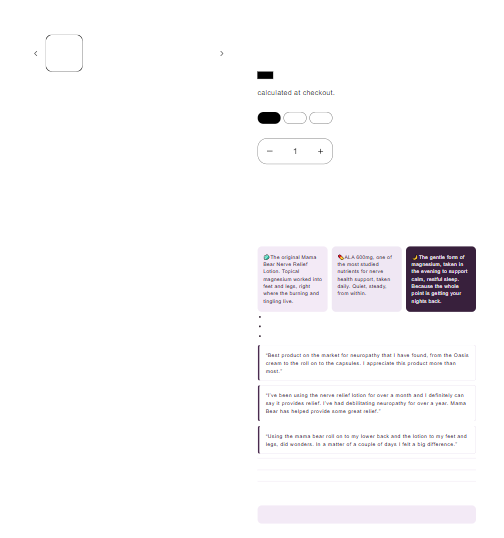 calculated at checkout.
1
The original Mama
Bear Nerve Relief
Lotion. Topical
magnesium worked into
feet and legs, right
where the burning and
tingling live.
ALA 600mg, one of
the most studied
nutrients for nerve
health support, taken
daily. Quiet, steady,
from within.
The gentle form of
magnesium, taken in
the evening to support
calm, restful sleep.
Because the whole
point is getting your
nights back.
"Best product on the market for neuropathy that I have found, from the Oasis
cream to the roll on to the capsules. I appreciate this product more than
most."
"I've been using the nerve relief lotion for over a month and I definitely can
say it provides relief. I've had debilitating neuropathy for over a year. Mama
Bear has helped provide some great relief."
"Using the mama bear roll on to my lower back and the lotion to my feet and
legs, did wonders. In a matter of a couple of days I felt a big difference."